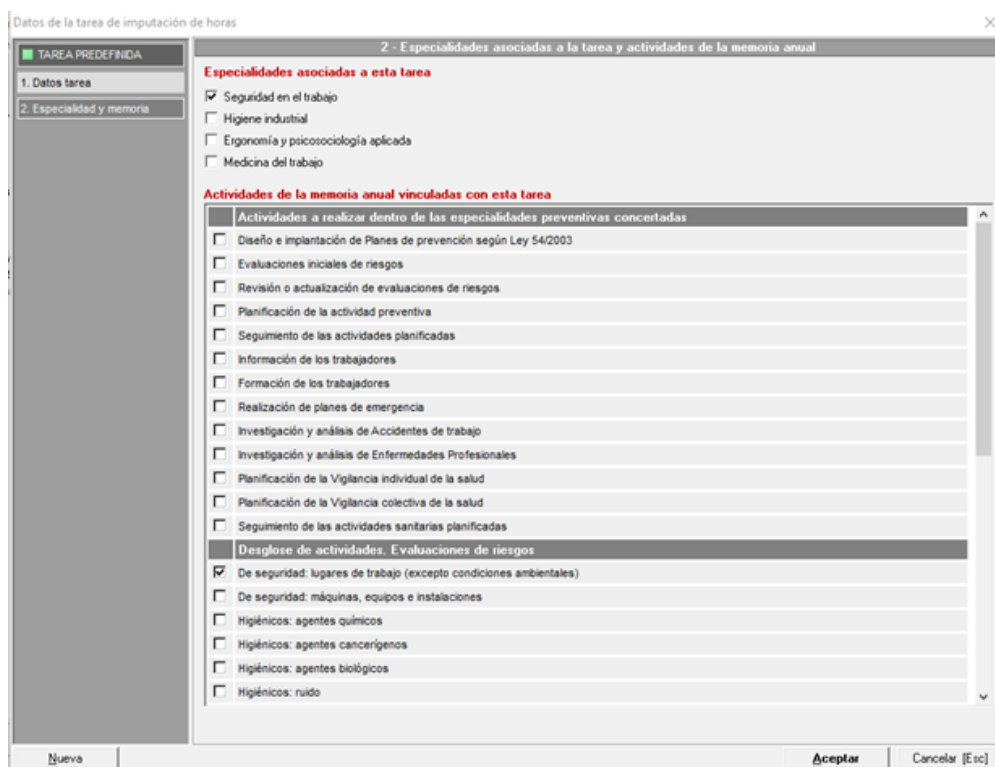 Datos de la tarea de imputación de horas
TAREA PREDEFINIDA
1. Datos tarea
2. Especialidad y memoria
2 - Especialidades asociadas a la tarea y actividades de la memoria anual
Especialidades asociadas a esta tarea
Seguridad en el trabajo
Higiene industrial
Ergonomía y psicosociología aplicada
Medicina del trabajo
Actividades de la memoria anual vinculadas con esta tarea
Actividades a realizar dentro de las especialidades preventivas concertadas
Diseño e implantación de Planes de prevención según Ley 54/2003
Evaluaciones iniciales de riesgos
Revisión o actualización de evaluaciones de riesgos
Planificación de la actividad preventiva
Seguimiento de las actividades planificadas
Información de los trabajadores
Formación de los trabajadores
Realización de planes de emergencia
Investigación y análisis de Accidentes de trabajo
Investigación y análisis de Enfermedades Profesionales
Planificación de la Vigilancia individual de la salud
Planificación de la Vigilancia colectiva de la salud
Seguimiento de las actividades sanitarias planificadas
Desglose de actividades. Evaluaciones de riesgos
De seguridad: lugares de trabajo (excepto condiciones ambientales)
De seguridad: máquinas, equipos e instalaciones
Higiénicos: agentes químicos
Higiénicos: agentes cancerígenos
Higiénicos: agentes biológicos
Higiénicos: ruido
Nueva
Aceptar
Cancelar [Esc]